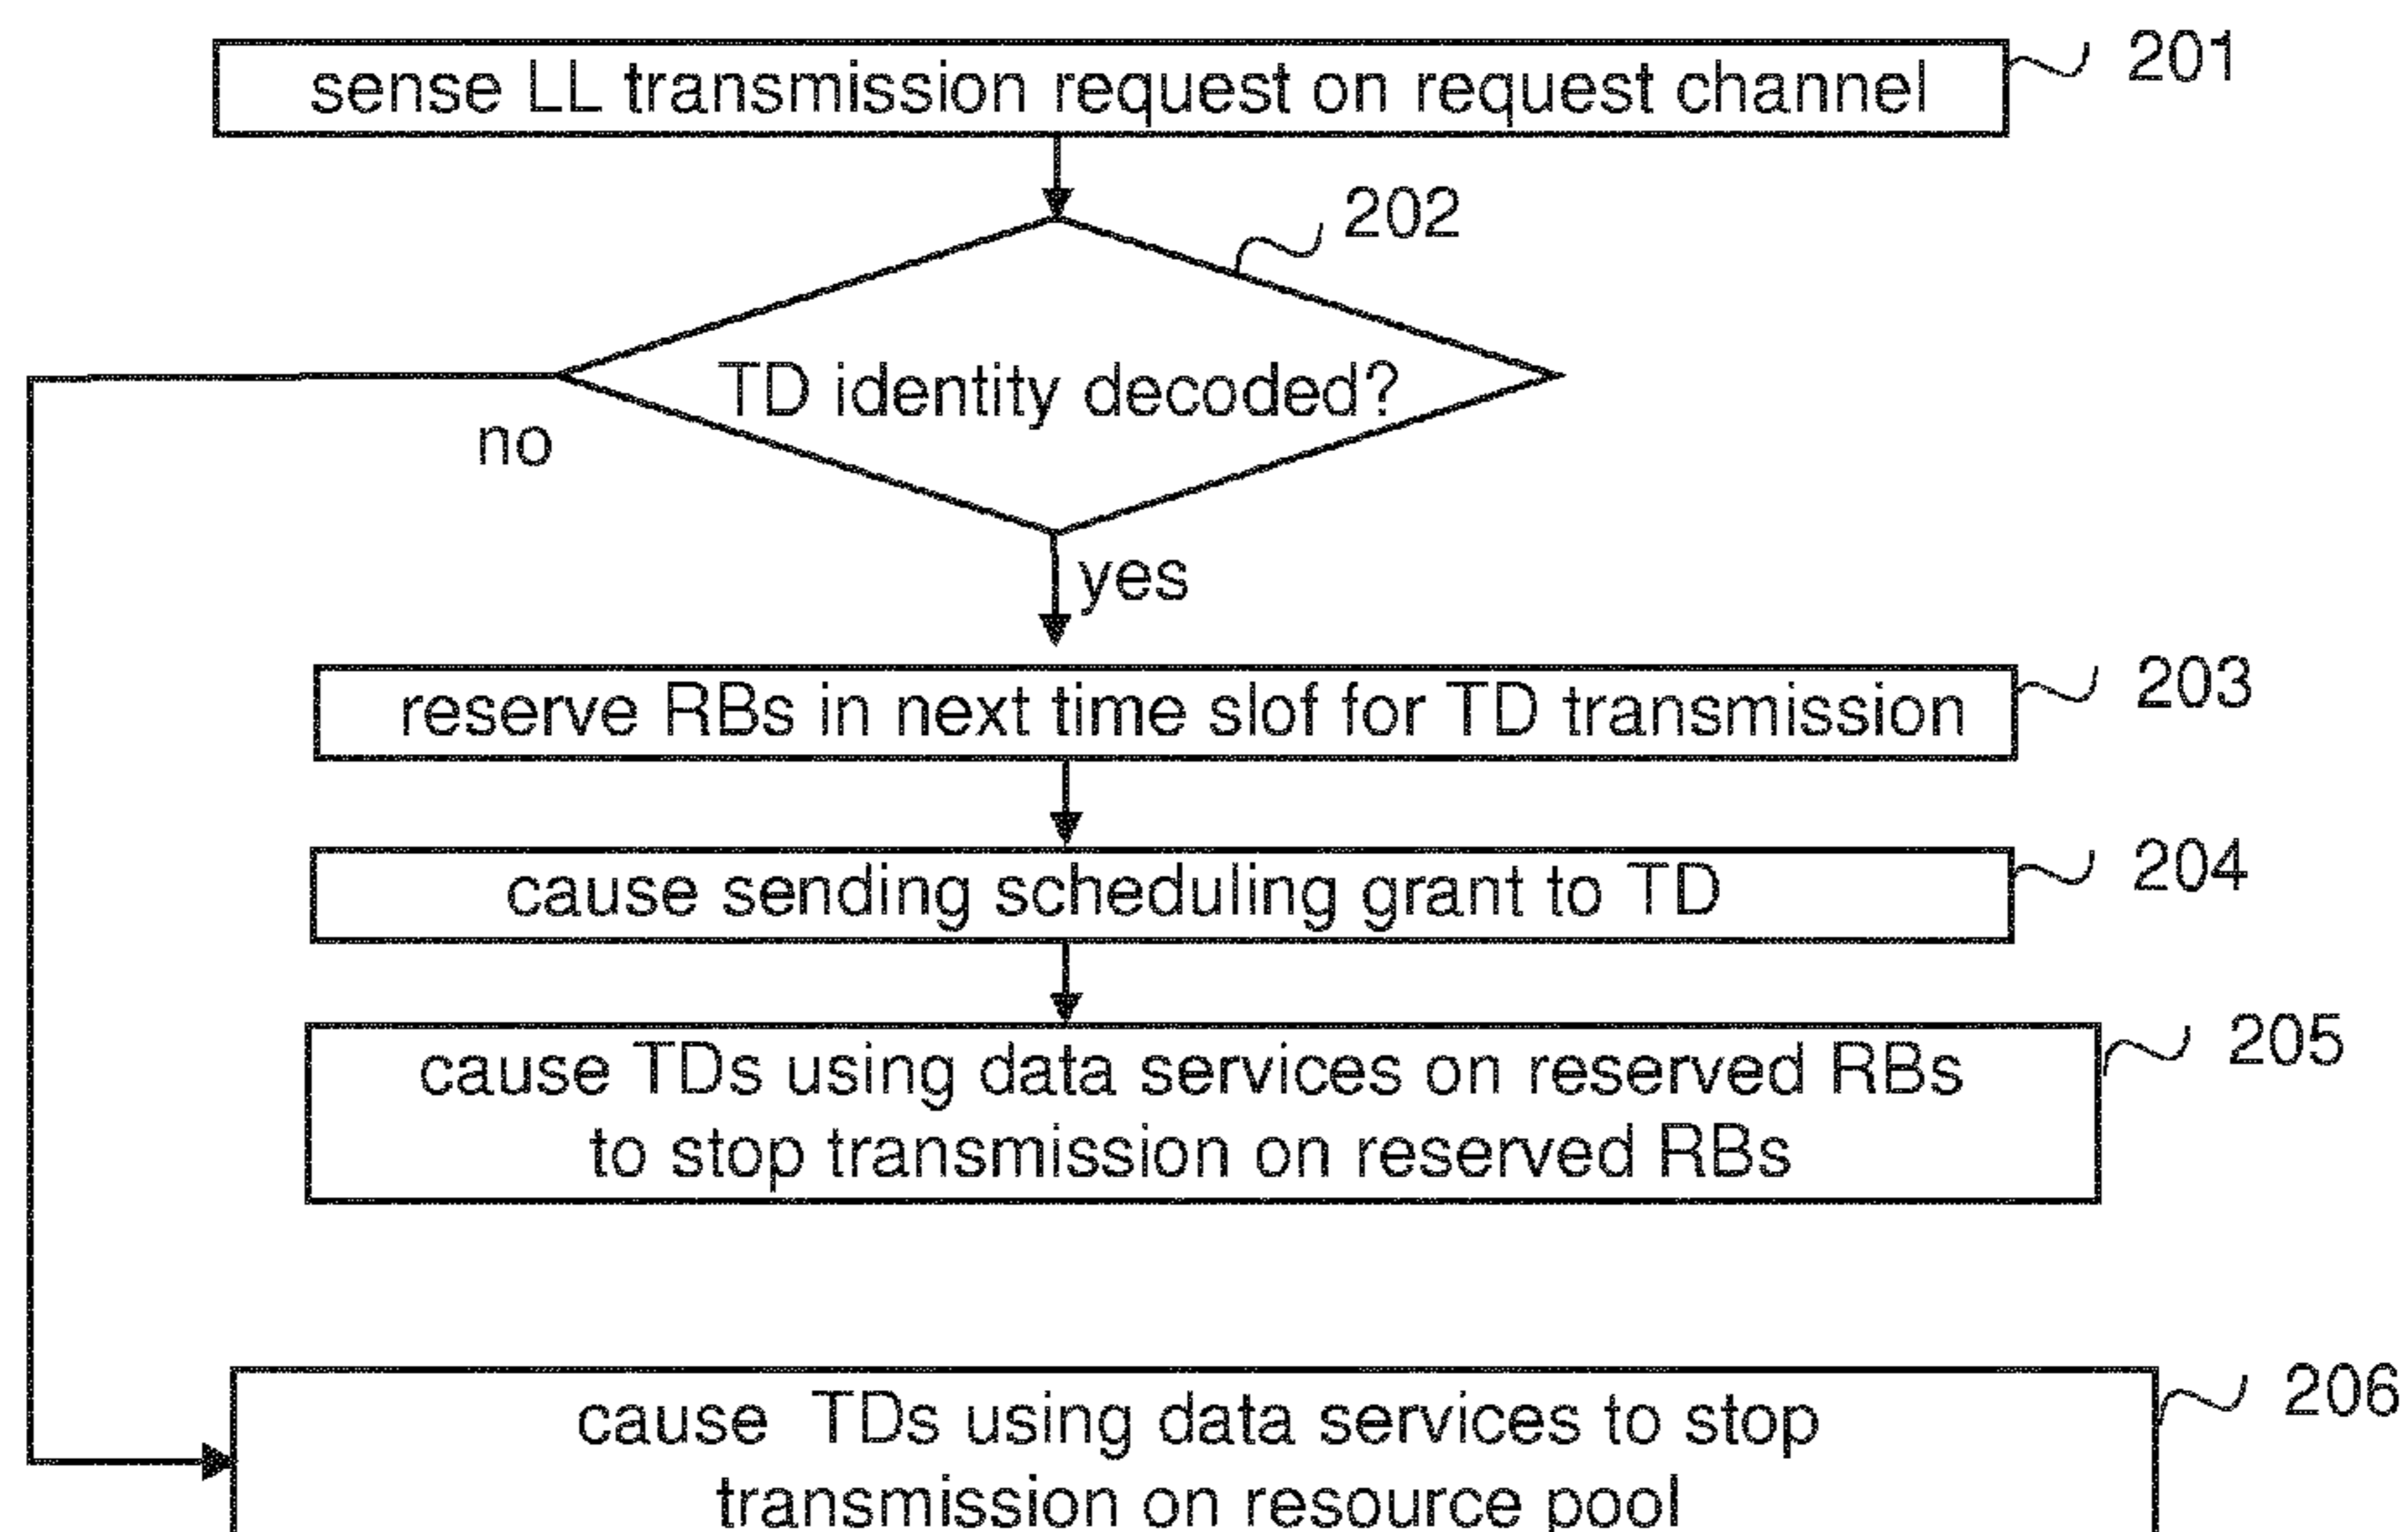 sense LL transmission request on request channel
201
202
TD identity decoded?
no
yes
reserve RBs in next time slof for TD transmission
203
cause sending scheduling grant to TD
204
cause TDs using data services on reserved RBs
to stop transmission on reserved RBs
205
cause TDs using data services to stop
transmission on resource pool
206